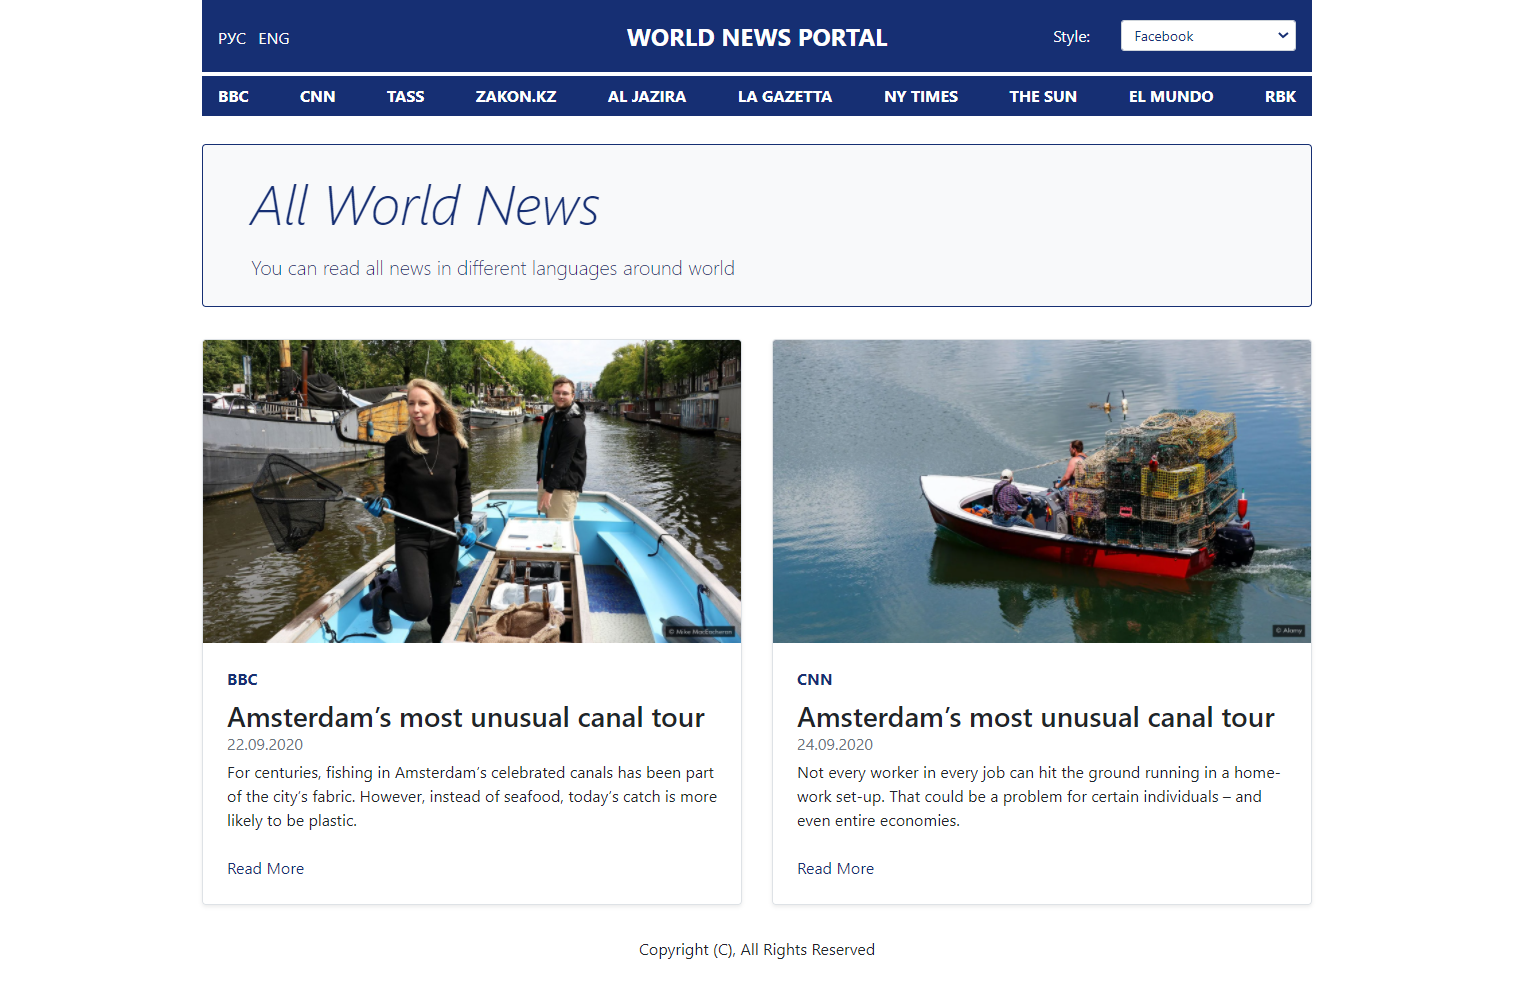 РУС ENG
WORLD NEWS PORTAL
Style: Facebook
BBC CNN TASS ZAKON.KZ AL JAZIRA LA GAZETTA NY TIMES THE SUN EL MUNDO RBK
All World News
You can read all news in different languages around world
© Mike MacEacheran
© Alamy
BBC
Amsterdam’s most unusual canal tour
22.09.2020
For centuries, fishing in Amsterdam’s celebrated canals has been part
of the city’s fabric. However, instead of seafood, today’s catch is more
likely to be plastic.
Read More
CNN
Amsterdam’s most unusual canal tour
24.09.2020
Not every worker in every job can hit the ground running in a home-
work set-up. That could be a problem for certain individuals – and
even entire economies.
Read More
Copyright (C), All Rights Reserved